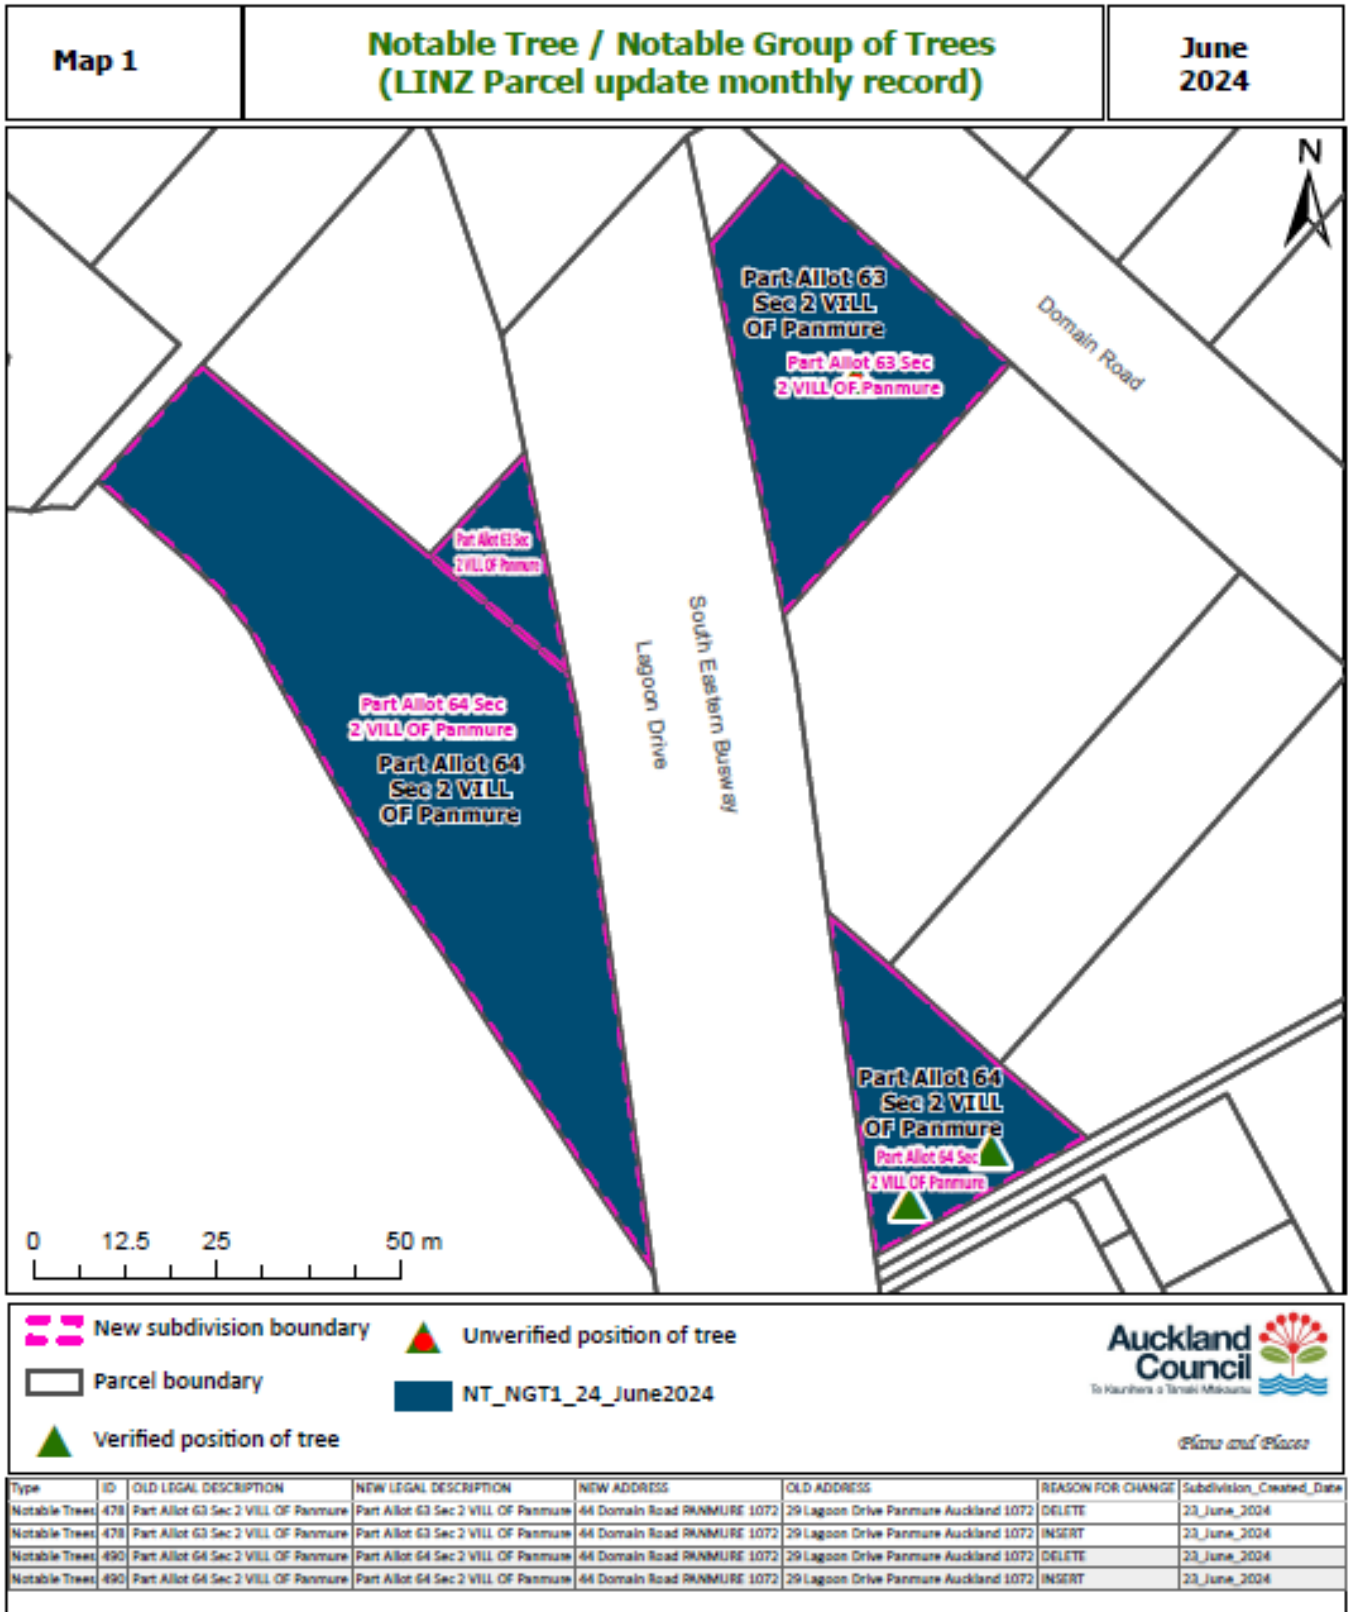 Map 1
Notable Tree / Notable Group of Trees
(LINZ Parcel update monthly record)
June
2024
N
Part Allot 63
Sec 2 VILL
OF Panmure
Part Allot 63 Sec
2 VILL OF Panmure
Domain Road
Part Allot 63 Sec
2 VILL OF Panmure
South Eastern Busway
Lagoon Drive
Part Allot 64 Sec
2 VILL OF Panmure
Part Allot 64
Sec 2 VILL
OF Panmure
Part Allot 64
Sec 2 VILL
OF Panmure
Part Allot 64 Sec
2 VILL OF Panmure
0 12.5 25 50 m
New subdivision boundary
Unverified position of tree
Parcel boundary
NT_NGT1_24_June2024
Verified position of tree
Auckland
Council
Te Kaunihera o Tāmaki Makaurau
Plans and Places
Type ID OLD LEGAL DESCRIPTION NEW LEGAL DESCRIPTION NEW ADDRESS OLD ADDRESS REASON FOR CHANGE Subdivision_Created_Date
Notable Trees 478 Part Allot 63 Sec 2 VILL OF Panmure Part Allot 63 Sec 2 VILL OF Panmure 44 Domain Road PANMURE 1072 29 Lagoon Drive Panmure Auckland 1072 DELETE 23_June_2024
Notable Trees 478 Part Allot 63 Sec 2 VILL OF Panmure Part Allot 63 Sec 2 VILL OF Panmure 44 Domain Road PANMURE 1072 29 Lagoon Drive Panmure Auckland 1072 INSERT 23_June_2024
Notable Trees 490 Part Allot 64 Sec 2 VILL OF Panmure Part Allot 64 Sec 2 VILL OF Panmure 44 Domain Road PANMURE 1072 29 Lagoon Drive Panmure Auckland 1072 DELETE 23_June_2024
Notable Trees 490 Part Allot 64 Sec 2 VILL OF Panmure Part Allot 64 Sec 2 VILL OF Panmure 44 Domain Road PANMURE 1072 29 Lagoon Drive Panmure Auckland 1072 INSERT 23_June_2024